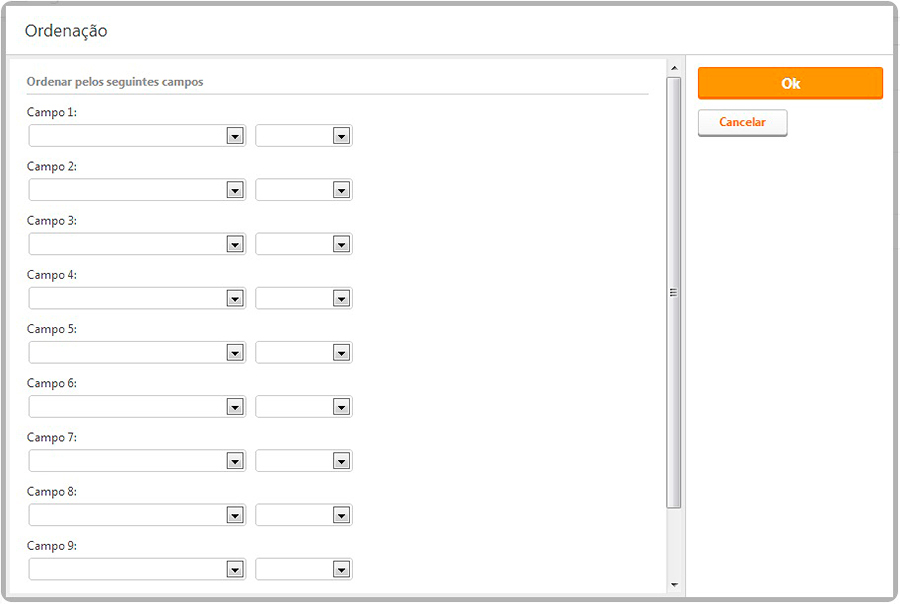 Ordenação
Ordenar pelos seguintes campos
Campo 1:
Campo 2:
Campo 3:
Campo 4:
Campo 5:
Campo 6:
Campo 7:
Campo 8:
Campo 9:
Ok
Cancelar